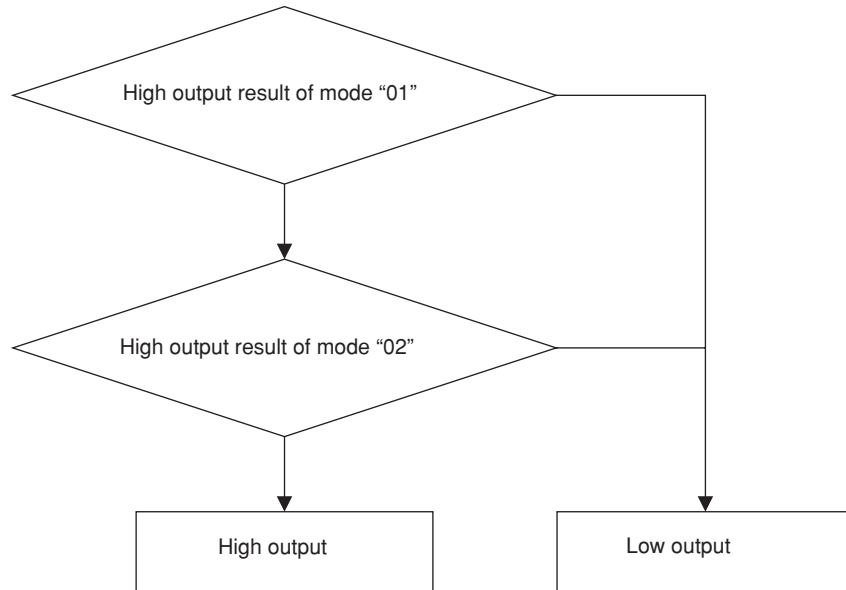 High output result of mode “01”
High output result of mode “02”
High output
Low output